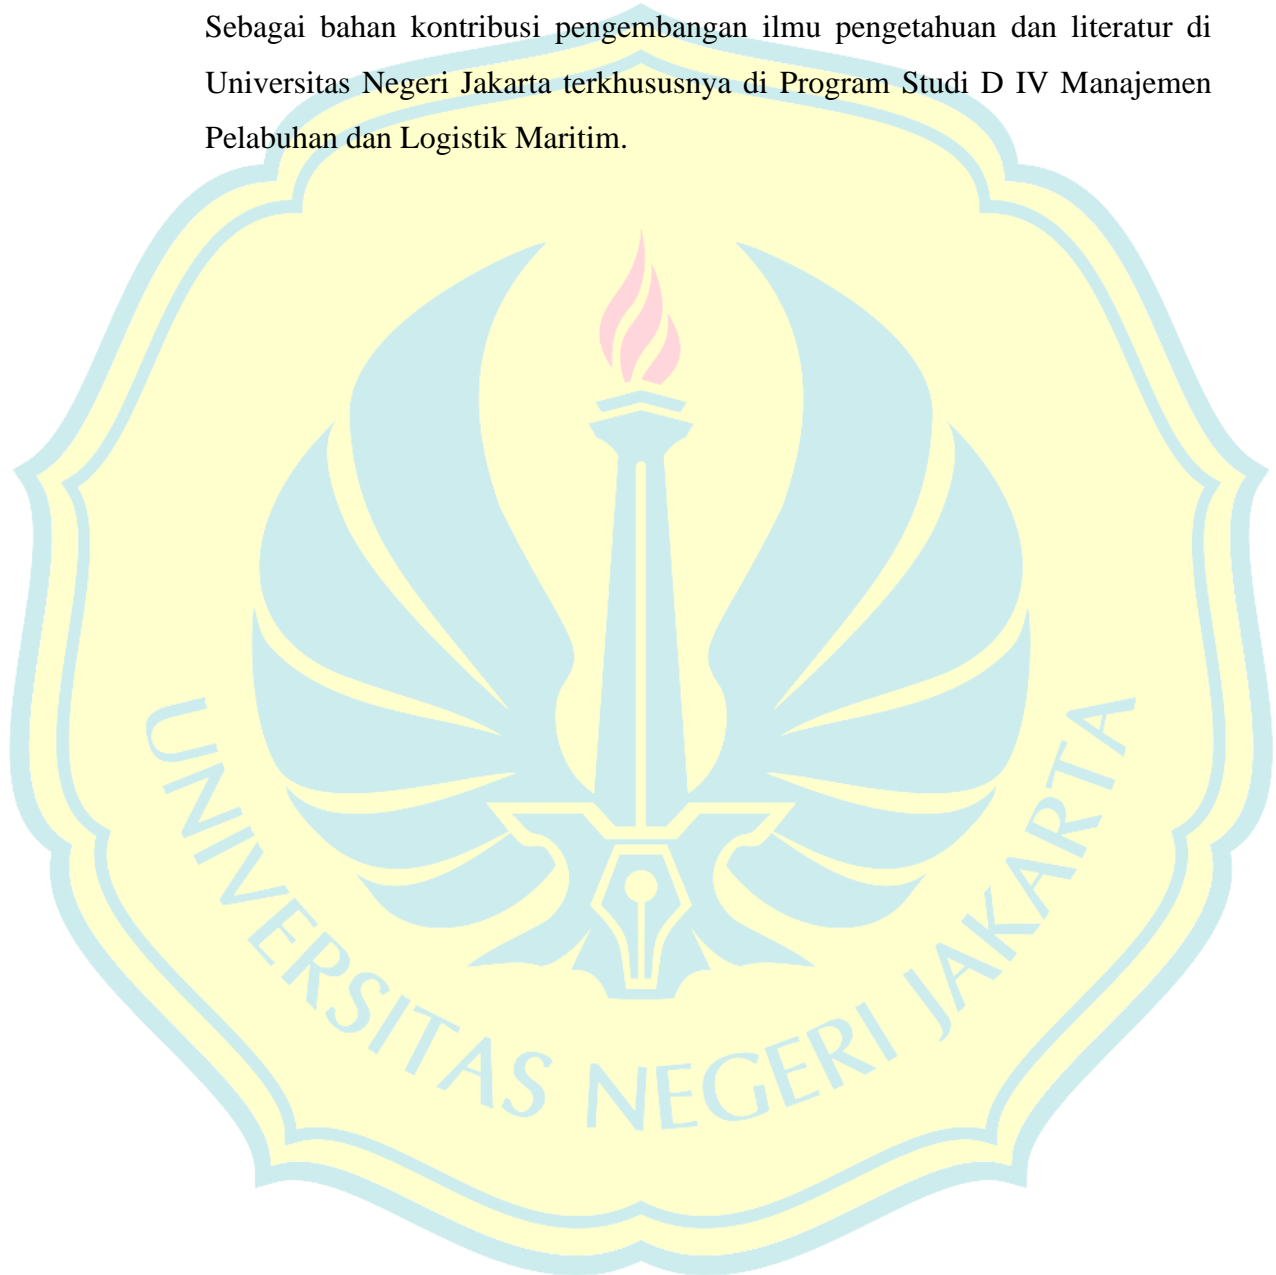 Sebagai bahan kontribusi pengembangan ilmu pengetahuan dan literatur di
Universitas Negeri Jakarta terkhususnya di Program Studi D IV Manajemen
Pelabuhan dan Logistik Maritim.
UNIVERSITAS NEGERI JAKARTA